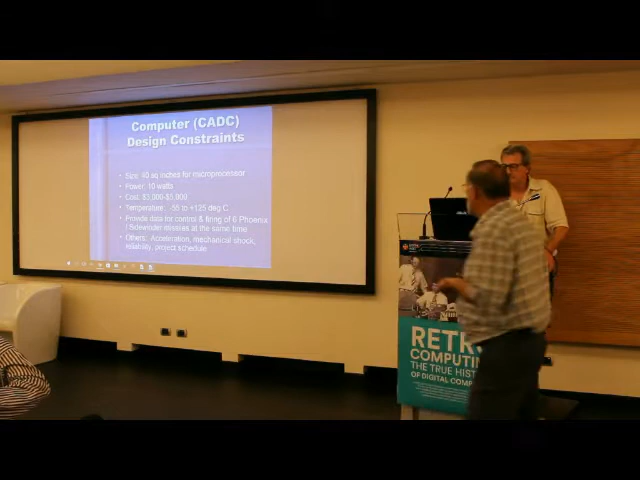 Computer (CADC)
Design Constraints
• Size: 40 sq inches for microprocessor
• Power: 10 watts
• Cost: $3,000-$5,000
• Temperature: -55 to +125 deg C
• Provide data for control & firing of 6 Phoenix
/ Sidewinder missiles at the same time
• Others: Acceleration, mechanical shock,
reliability, project schedule
RETR
COMPUTIN
THE TRUE HIST
OF DIGITAL COMP